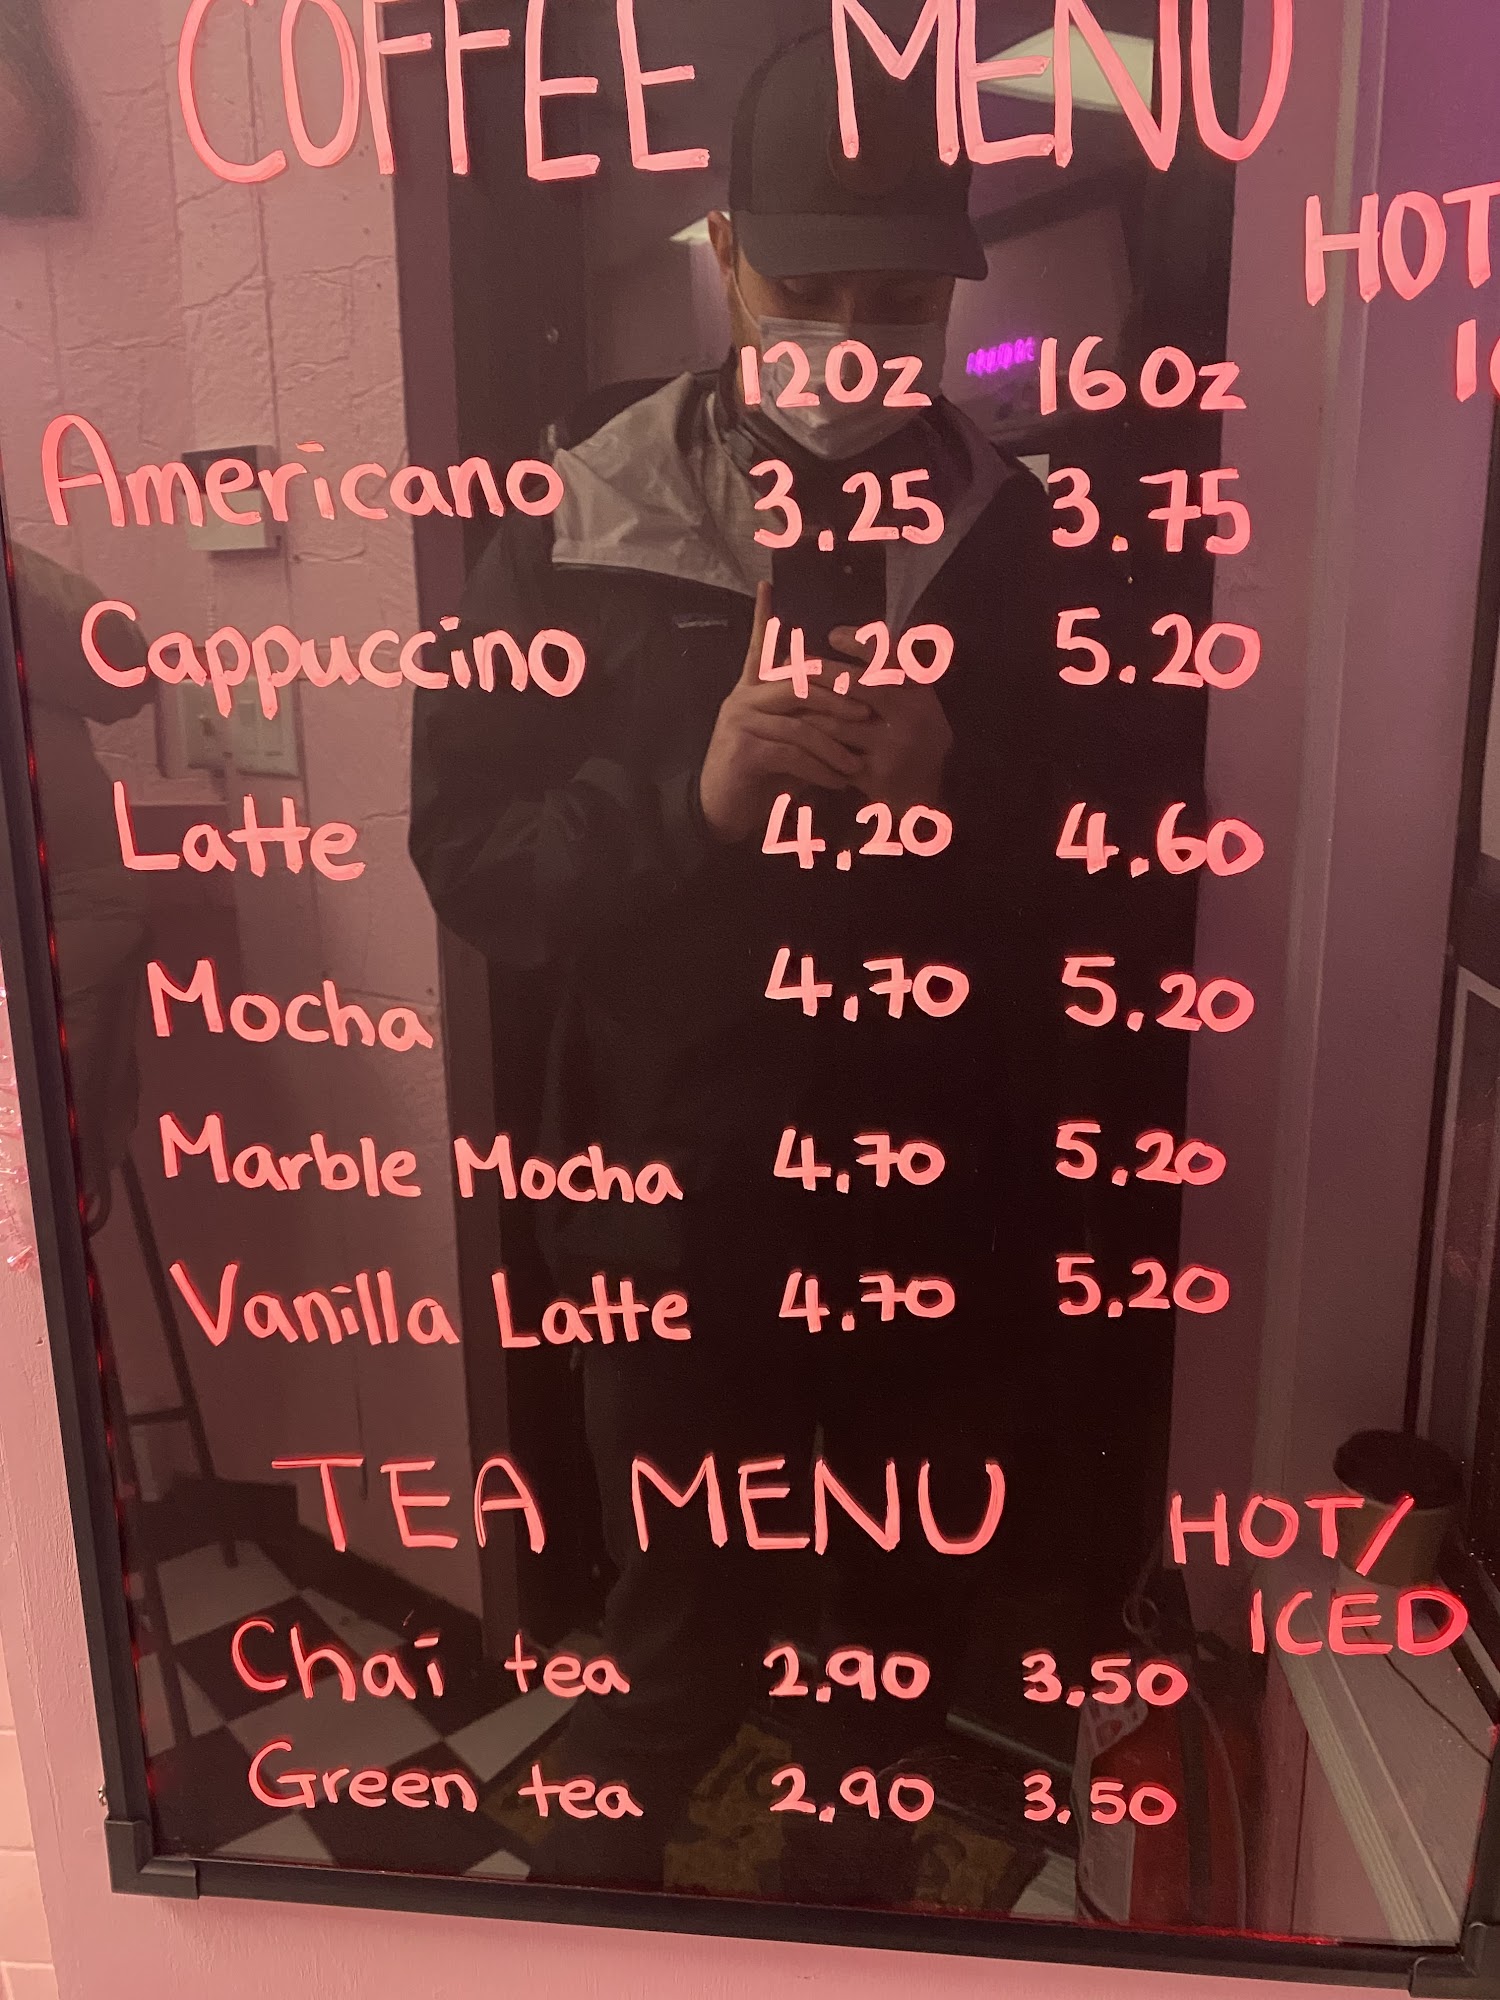 COFFEE MENU
HOT
12Oz 16Oz
Americano 3.25 3.75
Cappuccino 4.20 5.20
Latte 4.20 4.60
Mocha 4.70 5.20
Marble Mocha 4.70 5.20
Vanilla Latte 4.70 5.20
TEA MENU
HOT/
ICED
Chai tea 2.90 3.50
Green tea 2.90 3.50